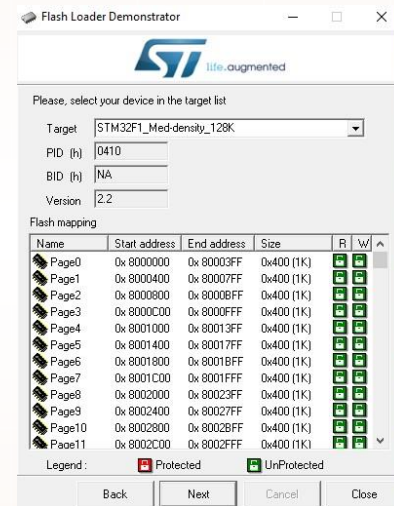 Flash Loader Demonstrator
ST life.augmented
Please, select your device in the target list
Target STM32F1_Med-density_128K
PID (h) 0410
BID (h) NA
Version 2.2
Flash mapping
Name Start address End address Size R W
Page0 0x 8000000 0x 80003FF 0x400 (1K)
Page1 0x 8000400 0x 80007FF 0x400 (1K)
Page2 0x 8000800 0x 8000BFF 0x400 (1K)
Page3 0x 8000C00 0x 8000FFF 0x400 (1K)
Page4 0x 8001000 0x 80013FF 0x400 (1K)
Page5 0x 8001400 0x 80017FF 0x400 (1K)
Page6 0x 8001800 0x 8001BFF 0x400 (1K)
Page7 0x 8001C00 0x 8001FFF 0x400 (1K)
Page8 0x 8002000 0x 80023FF 0x400 (1K)
Page9 0x 8002400 0x 80027FF 0x400 (1K)
Page10 0x 8002800 0x 8002BFF 0x400 (1K)
Page11 0x 8002C00 0x 8002FFF 0x400 (1K)
Legend : Protected UnProtected
Back Next Cancel Close